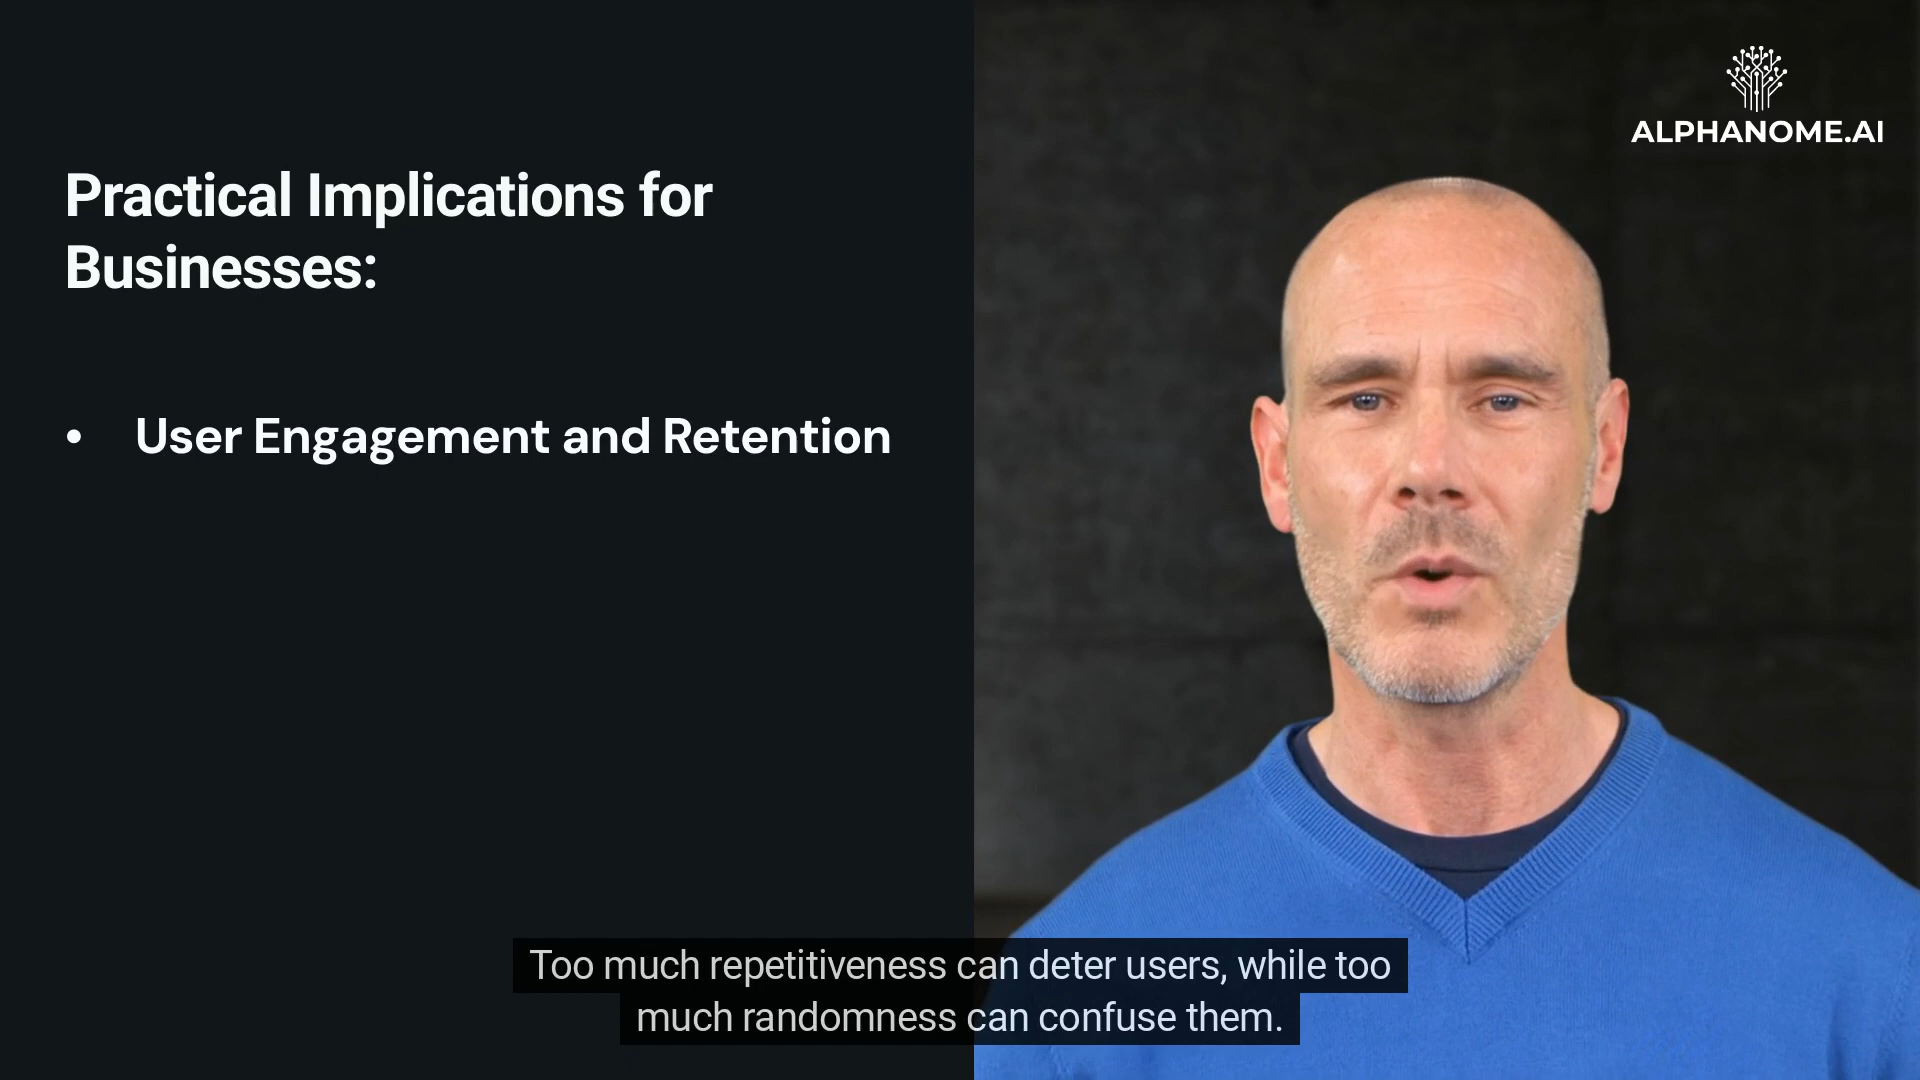 ALPHANOME.AI
Practical Implications for
Businesses:
• User Engagement and Retention
Too much repetitiveness can deter users, while too
much randomness can confuse them.